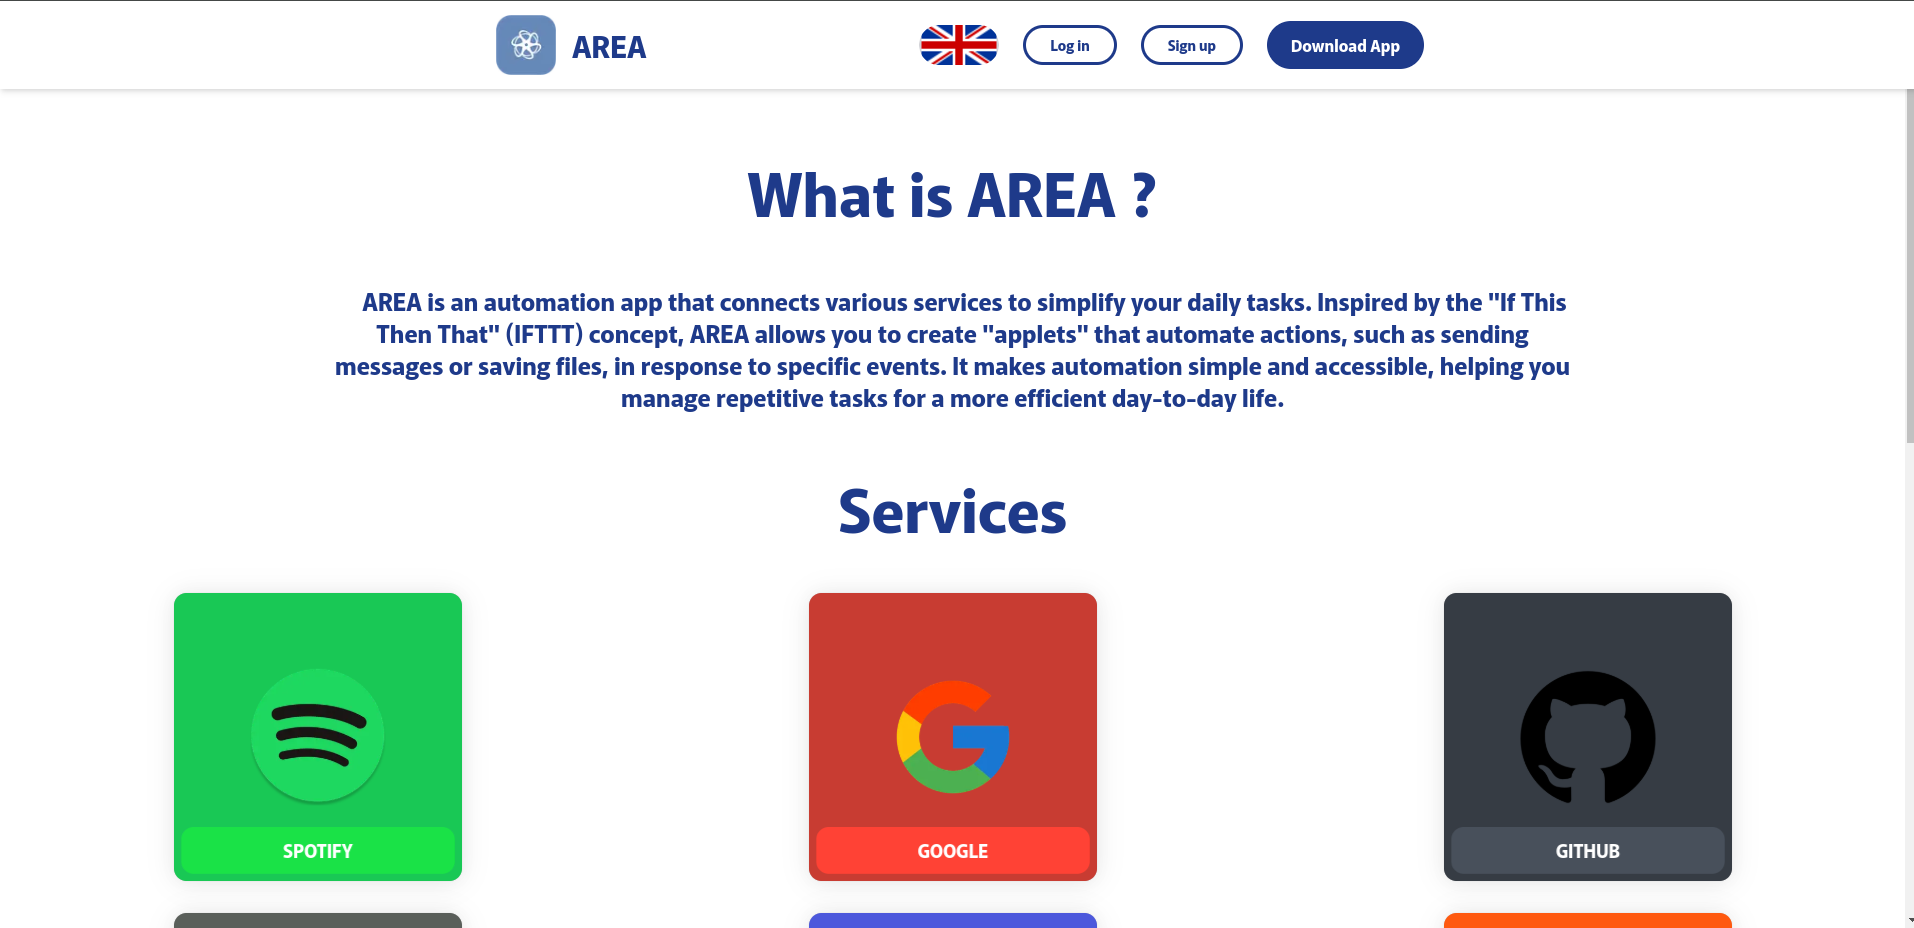 AREA
Log in
Sign up
Download App
What is AREA ?
AREA is an automation app that connects various services to simplify your daily tasks. Inspired by the "If This
Then That" (IFTTT) concept, AREA allows you to create "applets" that automate actions, such as sending
messages or saving files, in response to specific events. It makes automation simple and accessible, helping you
manage repetitive tasks for a more efficient day-to-day life.
Services
SPOTIFY
GOOGLE
GITHUB